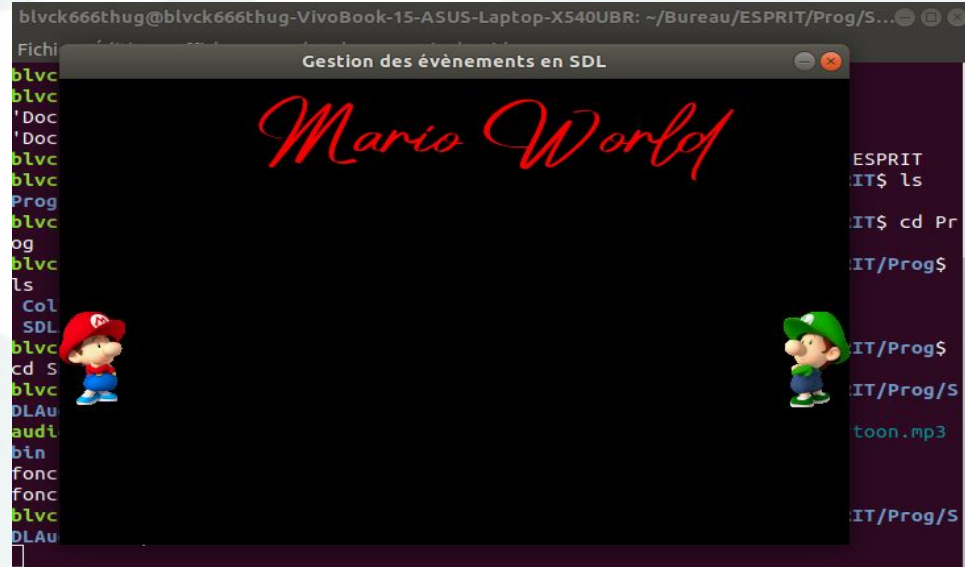 blvck666thug@blvck666thug-VivoBook-15-ASUS-Laptop-X540UBR: ~/Bureau/ESPRIT/Prog/S...
Fichi
Gestion des évènements en SDL
Mario World
blvc
blvc
'Doc
'Doc
blvc ESPRIT
blvc IT$ ls
Prog
blvc IT$ cd Pr
og
blvc IT/Prog$
ls
Col
SDL
blvc IT/Prog$
cd S
blvc IT/Prog/S
DLAu
audi toon.mp3
bin
fonc
fonc
blvc IT/Prog/S
DLAu
M